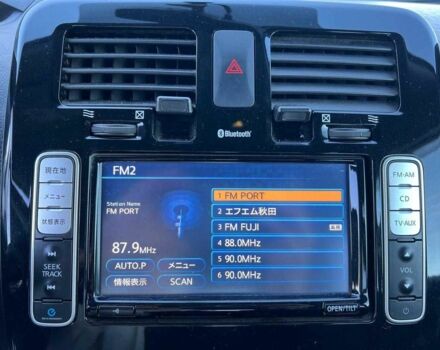 Bluetooth
現在地
メニュー
状態表示
SEEK
TRACK
FM2
Station Name
FM PORT
87.9MHz
AUTO.P
メニュー
情報表示
SCAN
1 FM PORT
2 エフエム秋田
3 FM FUJI
4 88.0MHz
5 90.0MHz
6 90.0MHz
FM•AM
CD
TV•AUX
VOL
OPEN/TILT